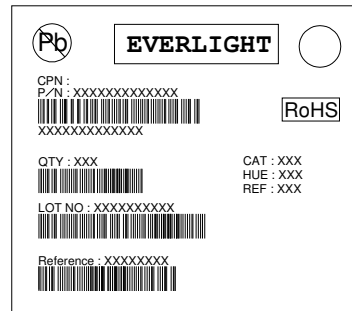 Pb
EVERLIGHT
CPN :
P/N : XXXXXXXXXXXXX
XXXXXXXXXXXXX
RoHS
QTY : XXX
CAT : XXX
HUE : XXX
REF : XXX
LOT NO : XXXXXXXXXX
Reference : XXXXXXXX